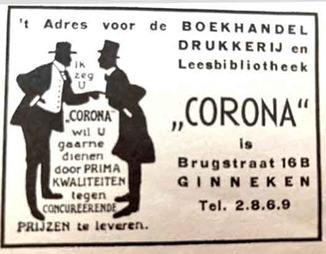 't Adres voor de BOEKHANDEL
DRUKKERIJ en
Leesbibliotheek
„CORONA"
is
Brugstraat 16B
GINNEKEN
Tel. 2.8.6.9
ik
zeg
U
„CORONA"
wil U
gaarne
dienen
door PRIMA
KWALITEITEN
tegen
CONCUREERENDE
PRIJZEN te leveren.